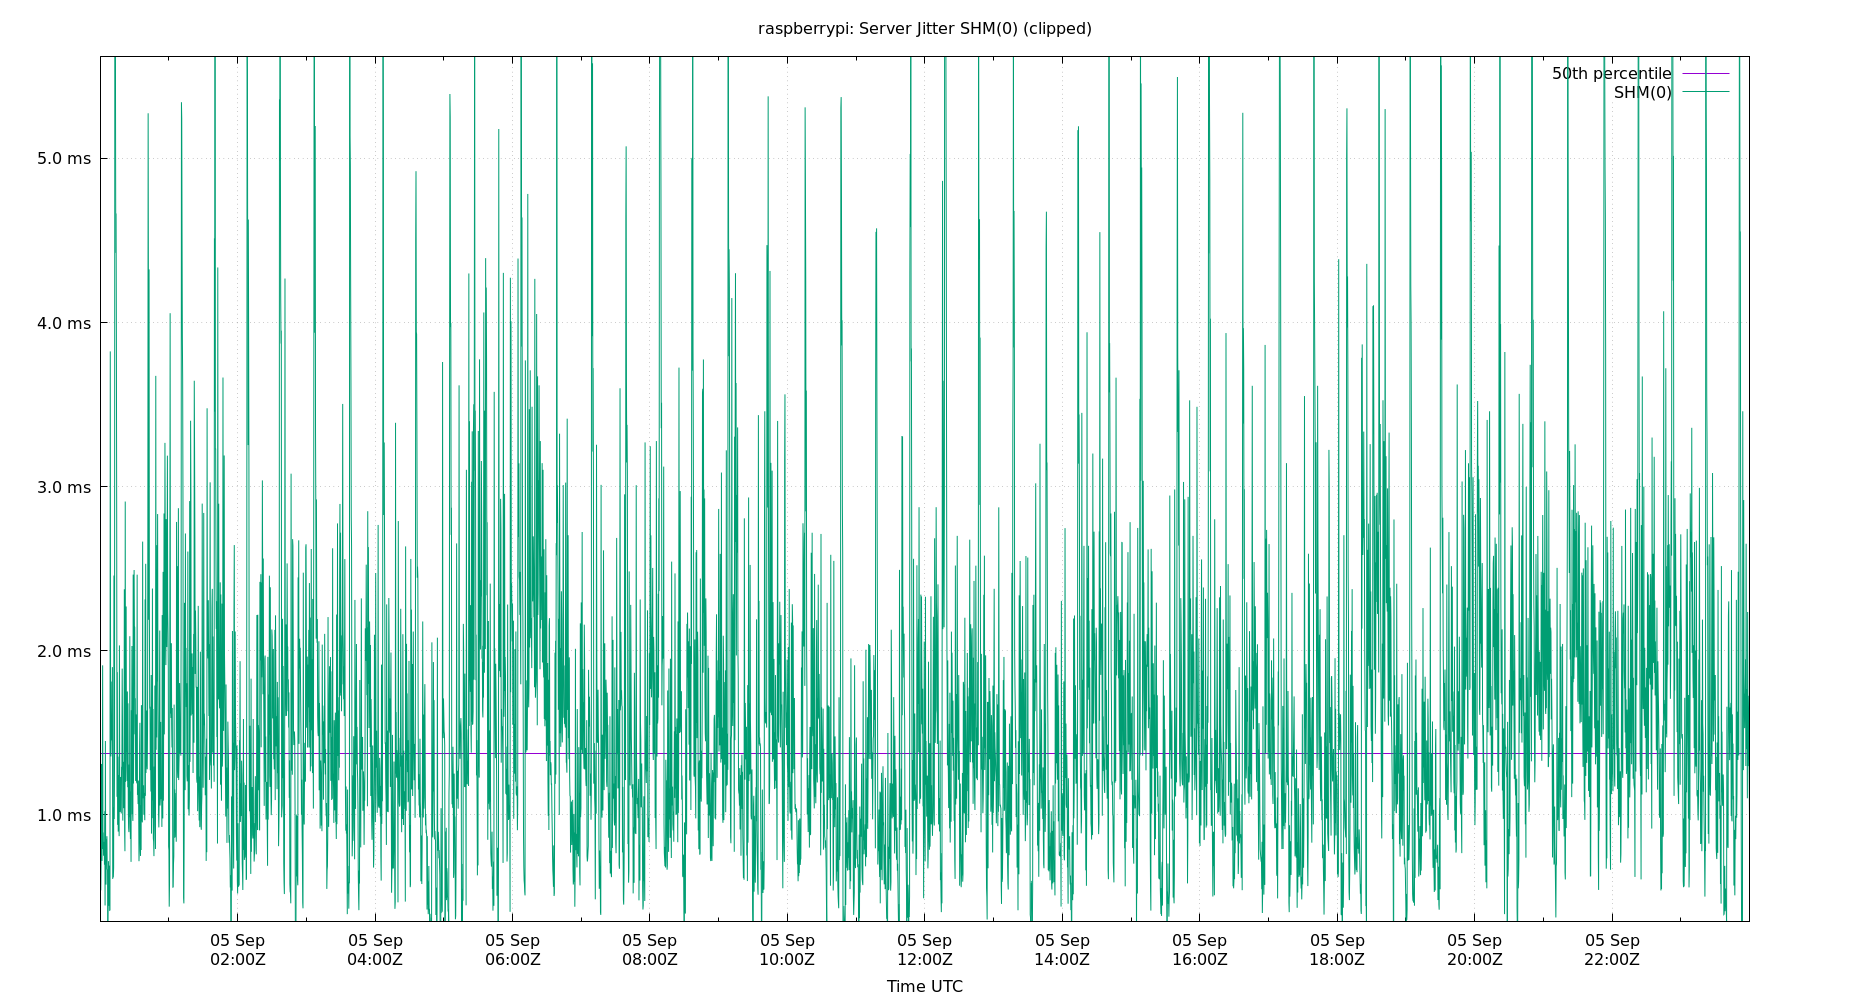 raspberrypi: Server Jitter SHM(0) (clipped)
50th percentile
SHM(0)
5.0 ms
4.0 ms
3.0 ms
2.0 ms
1.0 ms
05 Sep 05 Sep 05 Sep 05 Sep 05 Sep 05 Sep 05 Sep 05 Sep 05 Sep 05 Sep 05 Sep
02:00Z 04:00Z 06:00Z 08:00Z 10:00Z 12:00Z 14:00Z 16:00Z 18:00Z 20:00Z 22:00Z
Time UTC